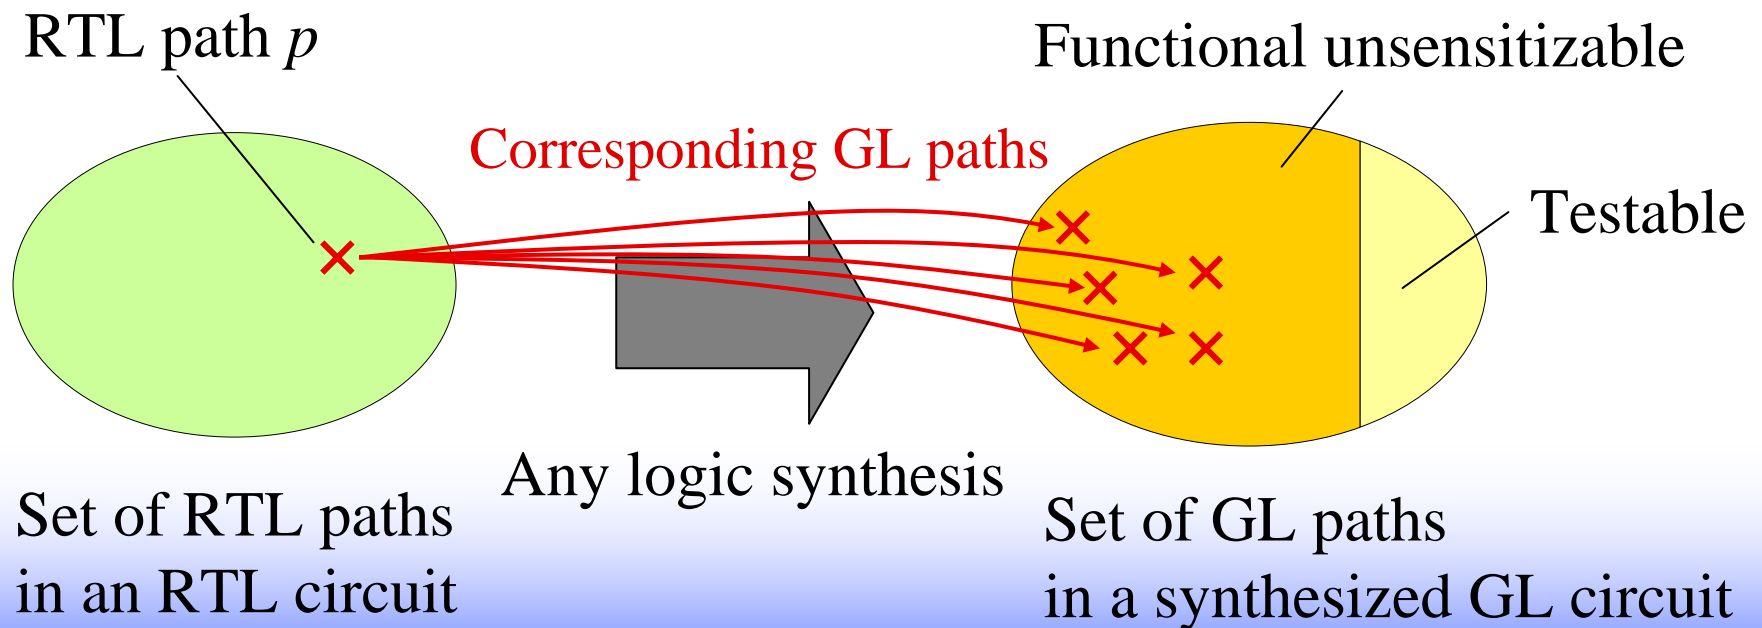 RTL path p
Functional unsensitizable
Corresponding GL paths
Testable
Any logic synthesis
Set of RTL paths
in an RTL circuit
Set of GL paths
in a synthesized GL circuit